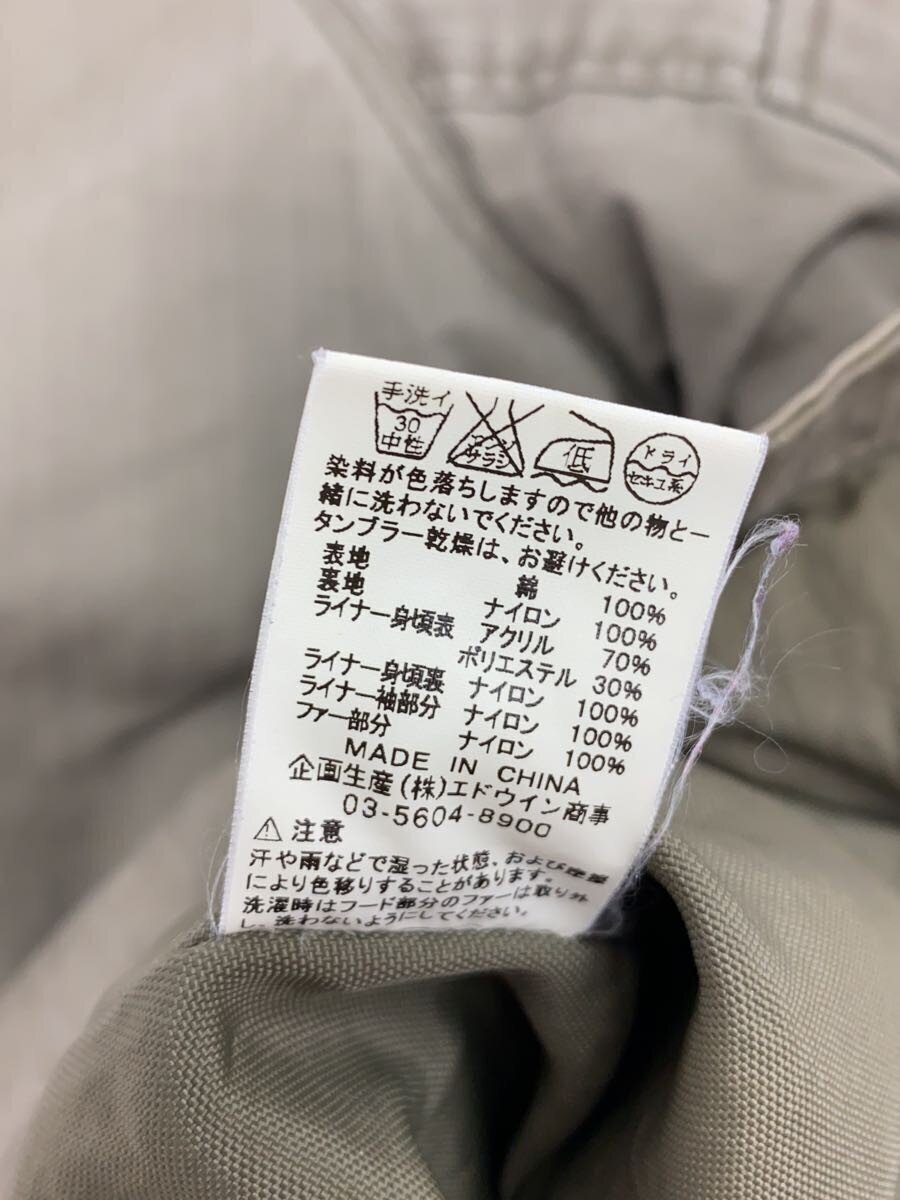 手洗イ
30
中性
エンソ
サラシ
低
ドライ
セキユ系
染料が色落ちしますので他の物と一
緒に洗わないでください。
タンブラー乾燥は、お避けください。
表地 綿 100%
裏地 ナイロン 100%
ライナー身頃表 アクリル 70%
ポリエステル 30%
ライナー身頃裏 ナイロン 100%
ライナー袖部分 ナイロン 100%
ファー部分 ナイロン 100%
MADE IN CHINA
企画生産(株)エドウイン商事
03-5604-8900
⚠ 注意
汗や雨などで湿った状態、および摩擦
により色移りすることがあります。
洗濯時はフード部分のファーは取り外
し、洗わないようにしてください。